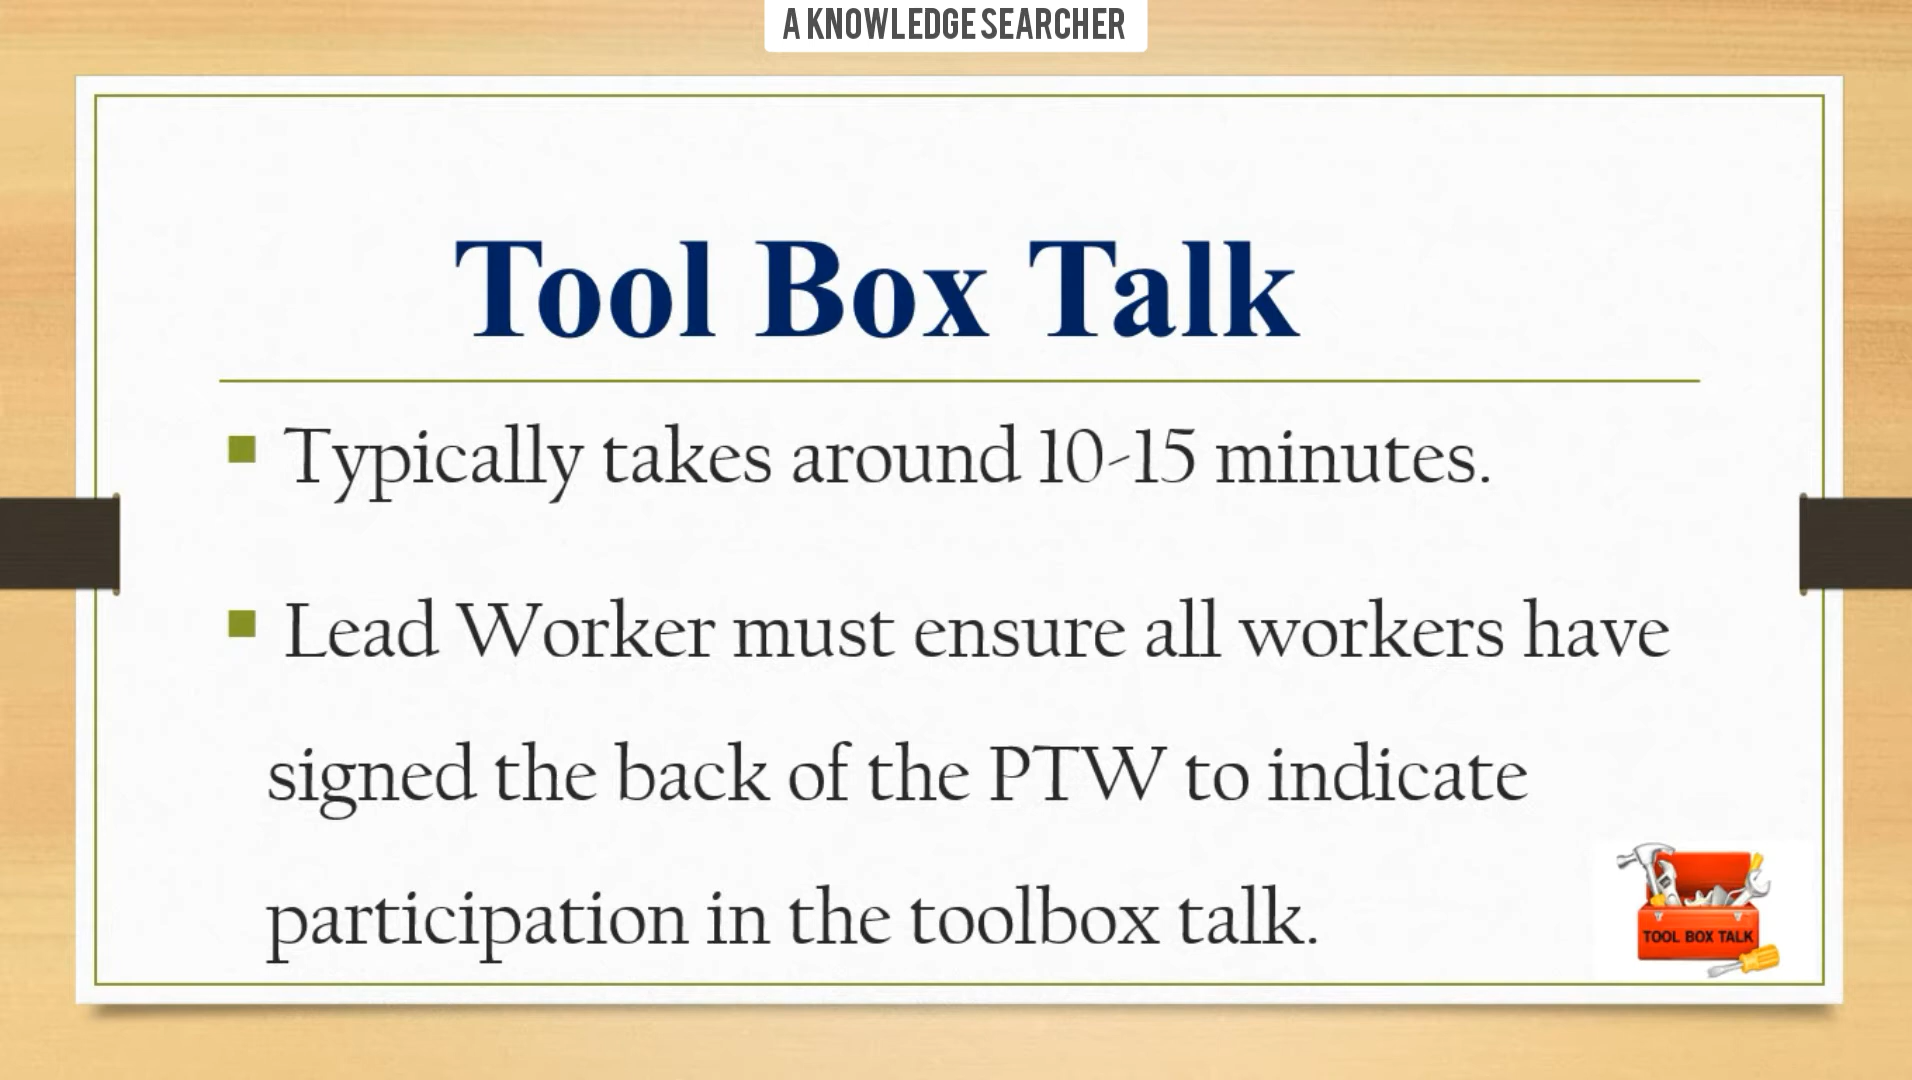 A KNOWLEDGE SEARCHER
Tool Box Talk
Typically takes around 10-15 minutes.
Lead Worker must ensure all workers have
signed the back of the PTW to indicate
participation in the toolbox talk.
TOOL BOX TALK